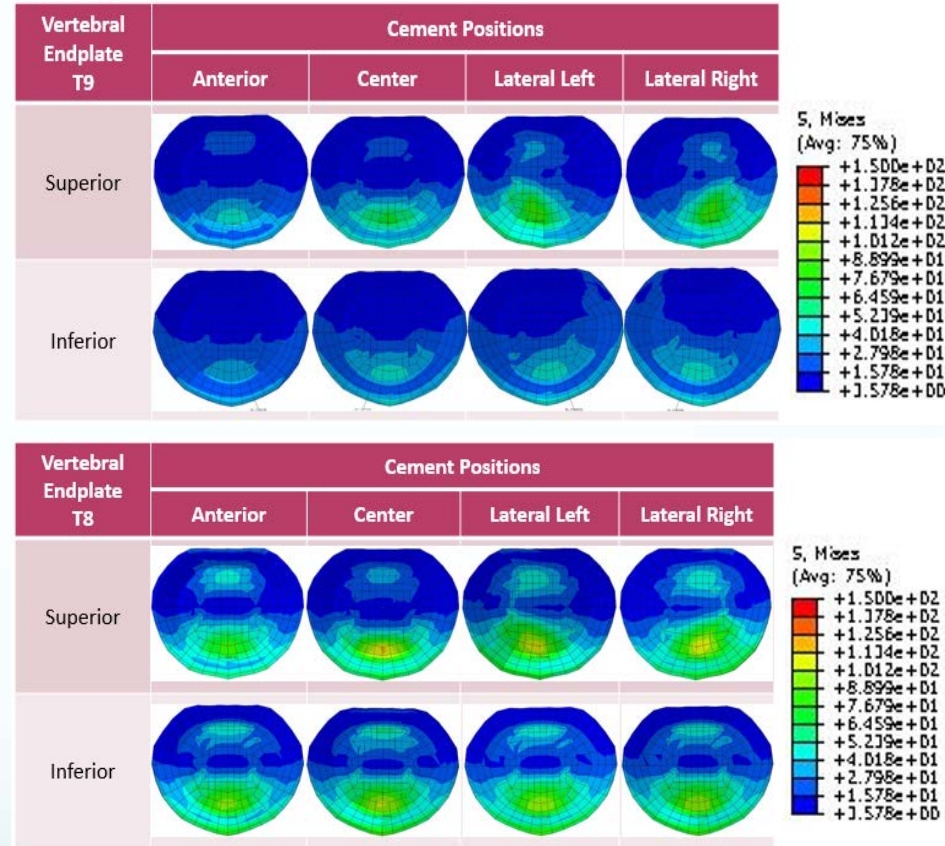 Vertebral
Endplate
T9
Cement Positions
Anterior
Center
Lateral Left
Lateral Right
Superior
Inferior
S, Mises
(Avg: 75%)
+1.500e+02
+1.378e+02
+1.256e+02
+1.134e+02
+1.012e+02
+8.899e+01
+7.679e+01
+6.459e+01
+5.239e+01
+4.018e+01
+2.798e+01
+1.578e+01
+3.578e+00
Vertebral
Endplate
T8
Cement Positions
Anterior
Center
Lateral Left
Lateral Right
Superior
Inferior
S, Mises
(Avg: 75%)
+1.500e+02
+1.378e+02
+1.256e+02
+1.134e+02
+1.012e+02
+8.899e+01
+7.679e+01
+6.459e+01
+5.239e+01
+4.018e+01
+2.798e+01
+1.578e+01
+3.578e+00